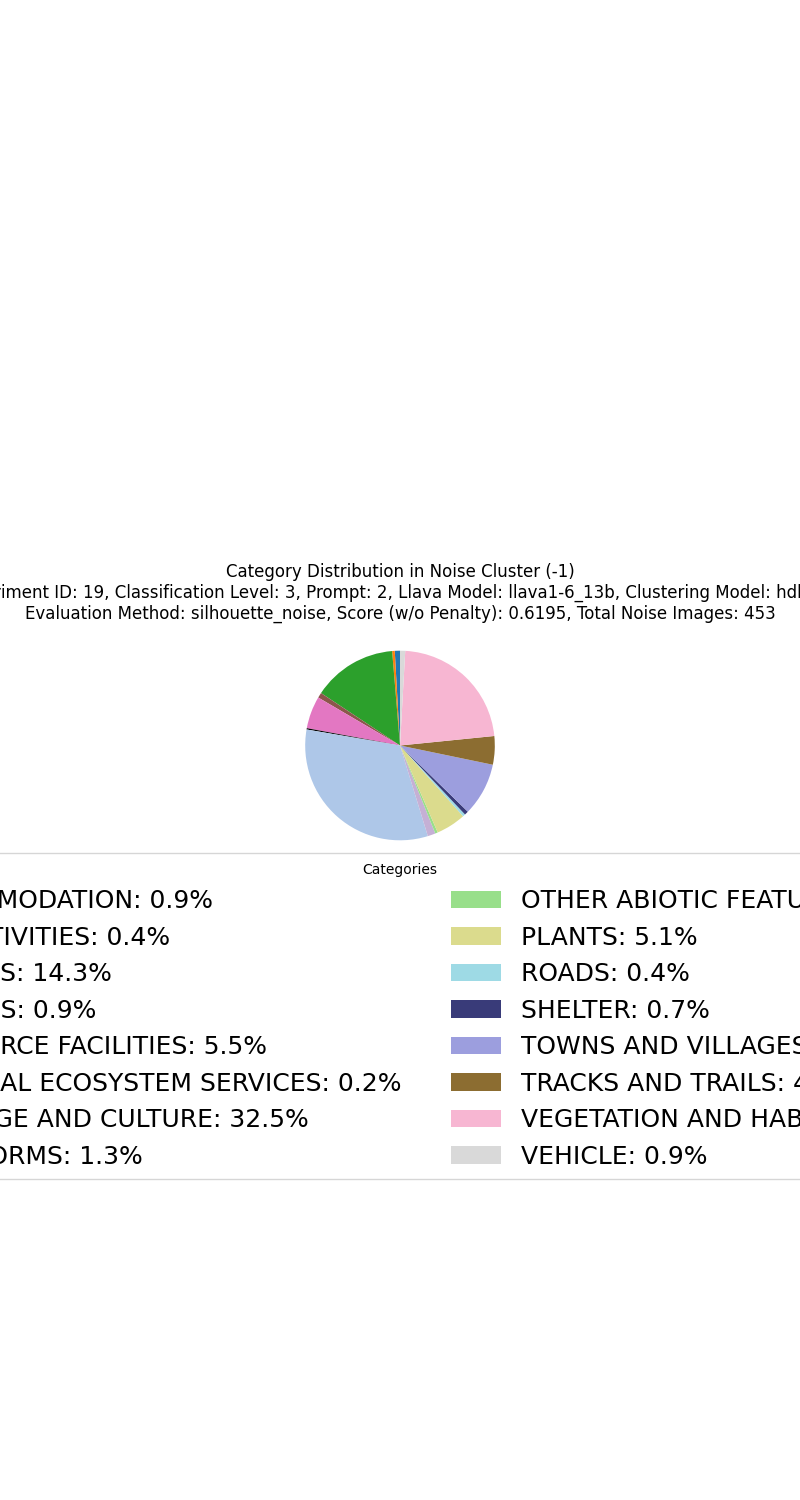 Category Distribution in Noise Cluster (-1)
riment ID: 19, Classification Level: 3, Prompt: 2, Llava Model: llava1-6_13b, Clustering Model: hd
Evaluation Method: silhouette_noise, Score (w/o Penalty): 0.6195, Total Noise Images: 453
Categories
MODATION: 0.9%
TIVITIES: 0.4%
S: 14.3%
S: 0.9%
RCE FACILITIES: 5.5%
AL ECOSYSTEM SERVICES: 0.2%
GE AND CULTURE: 32.5%
ORMS: 1.3%
OTHER ABIOTIC FEATU
PLANTS: 5.1%
ROADS: 0.4%
SHELTER: 0.7%
TOWNS AND VILLAGES
TRACKS AND TRAILS: 4
VEGETATION AND HAB
VEHICLE: 0.9%